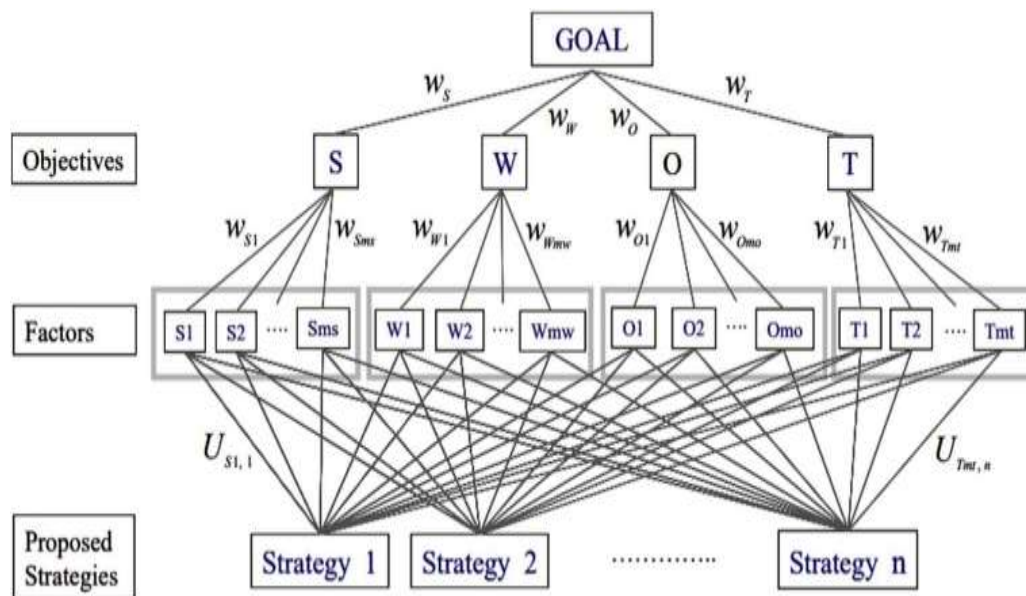 GOAL
w_S
w_W
w_O
w_T
Objectives
S
W
O
T
w_S1
w_Sms
w_W1
w_Wmw
w_O1
w_Omo
w_T1
w_Tmt
Factors
S1
S2
....
Sms
W1
W2
....
Wmw
O1
O2
....
Omo
T1
T2
....
Tmt
U_S1, 1
U_Tmt, n
Proposed
Strategies
Strategy 1
Strategy 2
..............
Strategy n